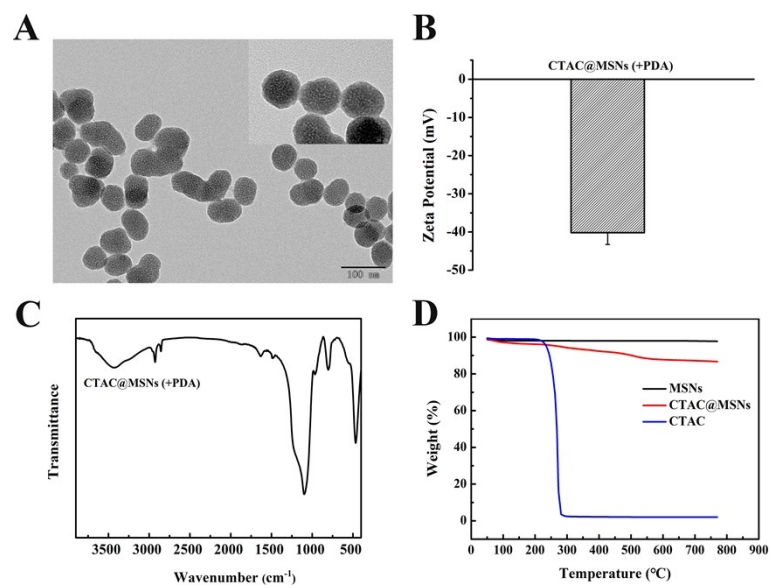 A
100 nm
B
CTAC@MSNs (+PDA)
0
-10
-20
-30
-40
-50
Zeta Potential (mV)
C
CTAC@MSNs (+PDA)
Transmittance
3500 3000 2500 2000 1500 1000 500
Wavenumber (cm⁻¹)
D
100
80
60
40
20
0
Weight (%)
MSNs
CTAC@MSNs
CTAC
0 100 200 300 400 500 600 700 800 900
Temperature (°C)